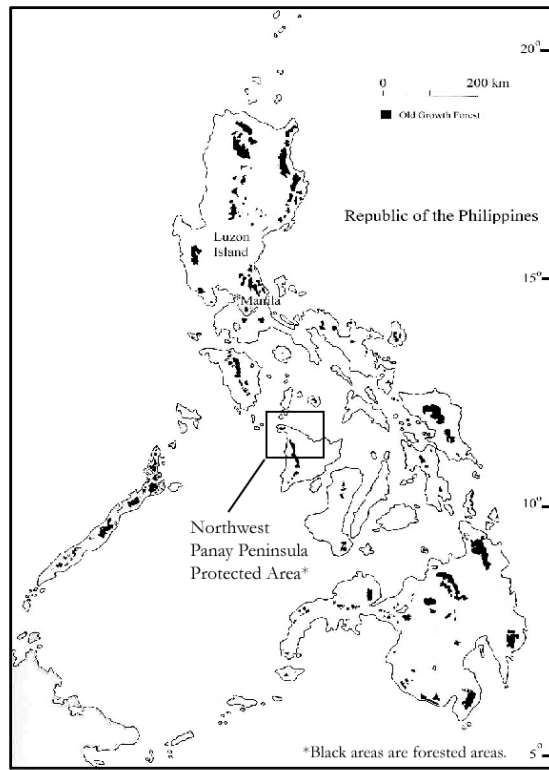 20°
0 200 km
Old Growth Forest
Republic of the Philippines
Luzon
Island
15°
Manila
10°
Northwest
Panay Peninsula
Protected Area*
*Black areas are forested areas.
5°